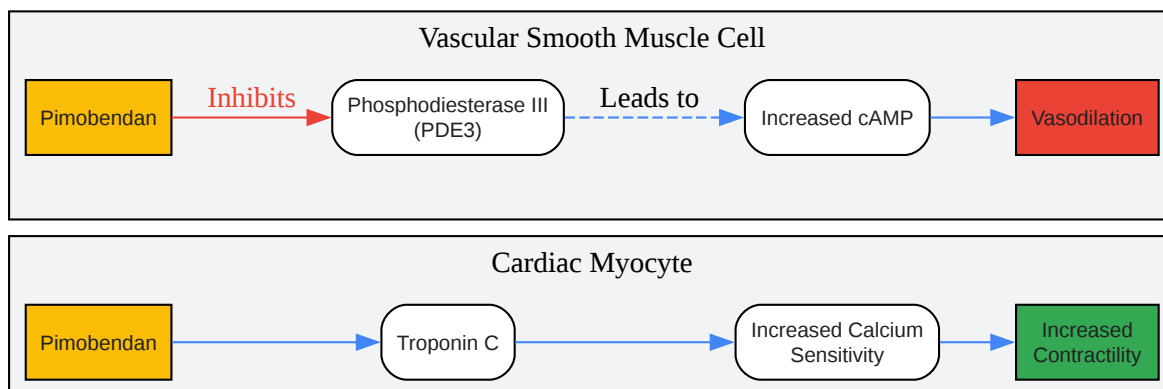 Vascular Smooth Muscle Cell
Pimobendan
Inhibits
Phosphodiesterase III
(PDE3)
Leads to
Increased cAMP
Vasodilation
Cardiac Myocyte
Pimobendan
Troponin C
Increased Calcium
Sensitivity
Increased
Contractility